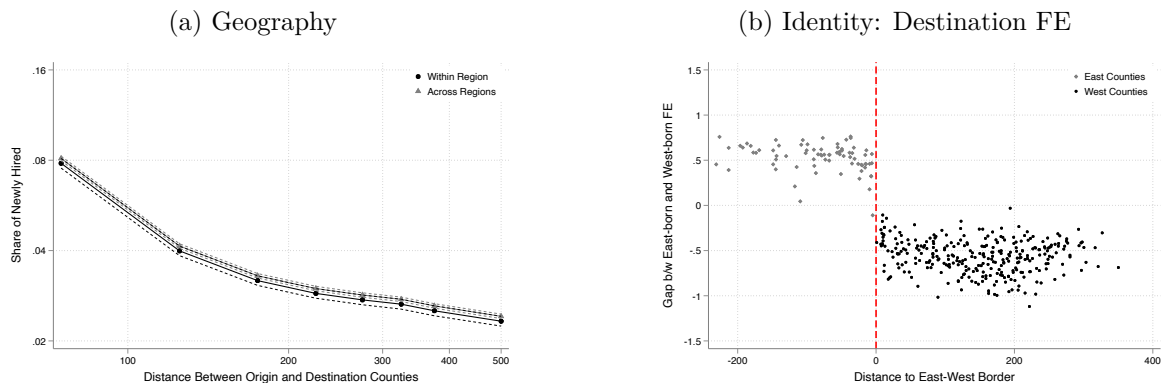 (a) Geography
Share of Newly Hired
.16
.08
.04
.02
Within Region
Across Regions
100
200
300
400
500
Distance Between Origin and Destination Counties
(b) Identity: Destination FE
Gap b/w East-born and West-born FE
1.5
1
.5
0
-.5
-1
-1.5
East Counties
West Counties
-200
0
200
400
Distance to East-West Border